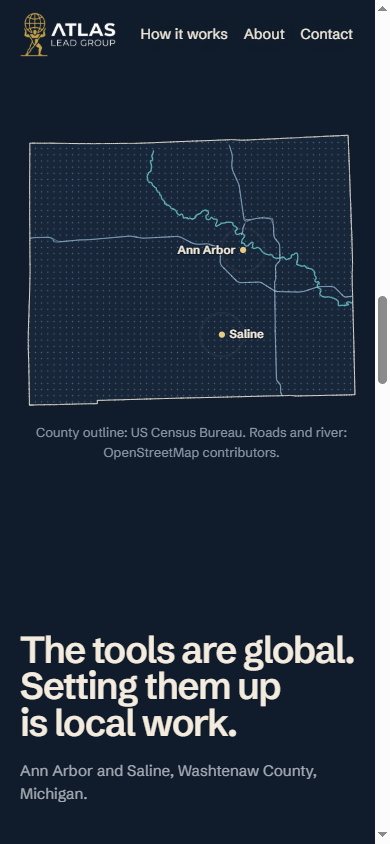 ATLAS
LEAD GROUP
How it works
About
Contact
Ann Arbor
Saline
County outline: US Census Bureau. Roads and river:
OpenStreetMap contributors.
The tools are global.
Setting them up
is local work.
Ann Arbor and Saline, Washtenaw County,
Michigan.